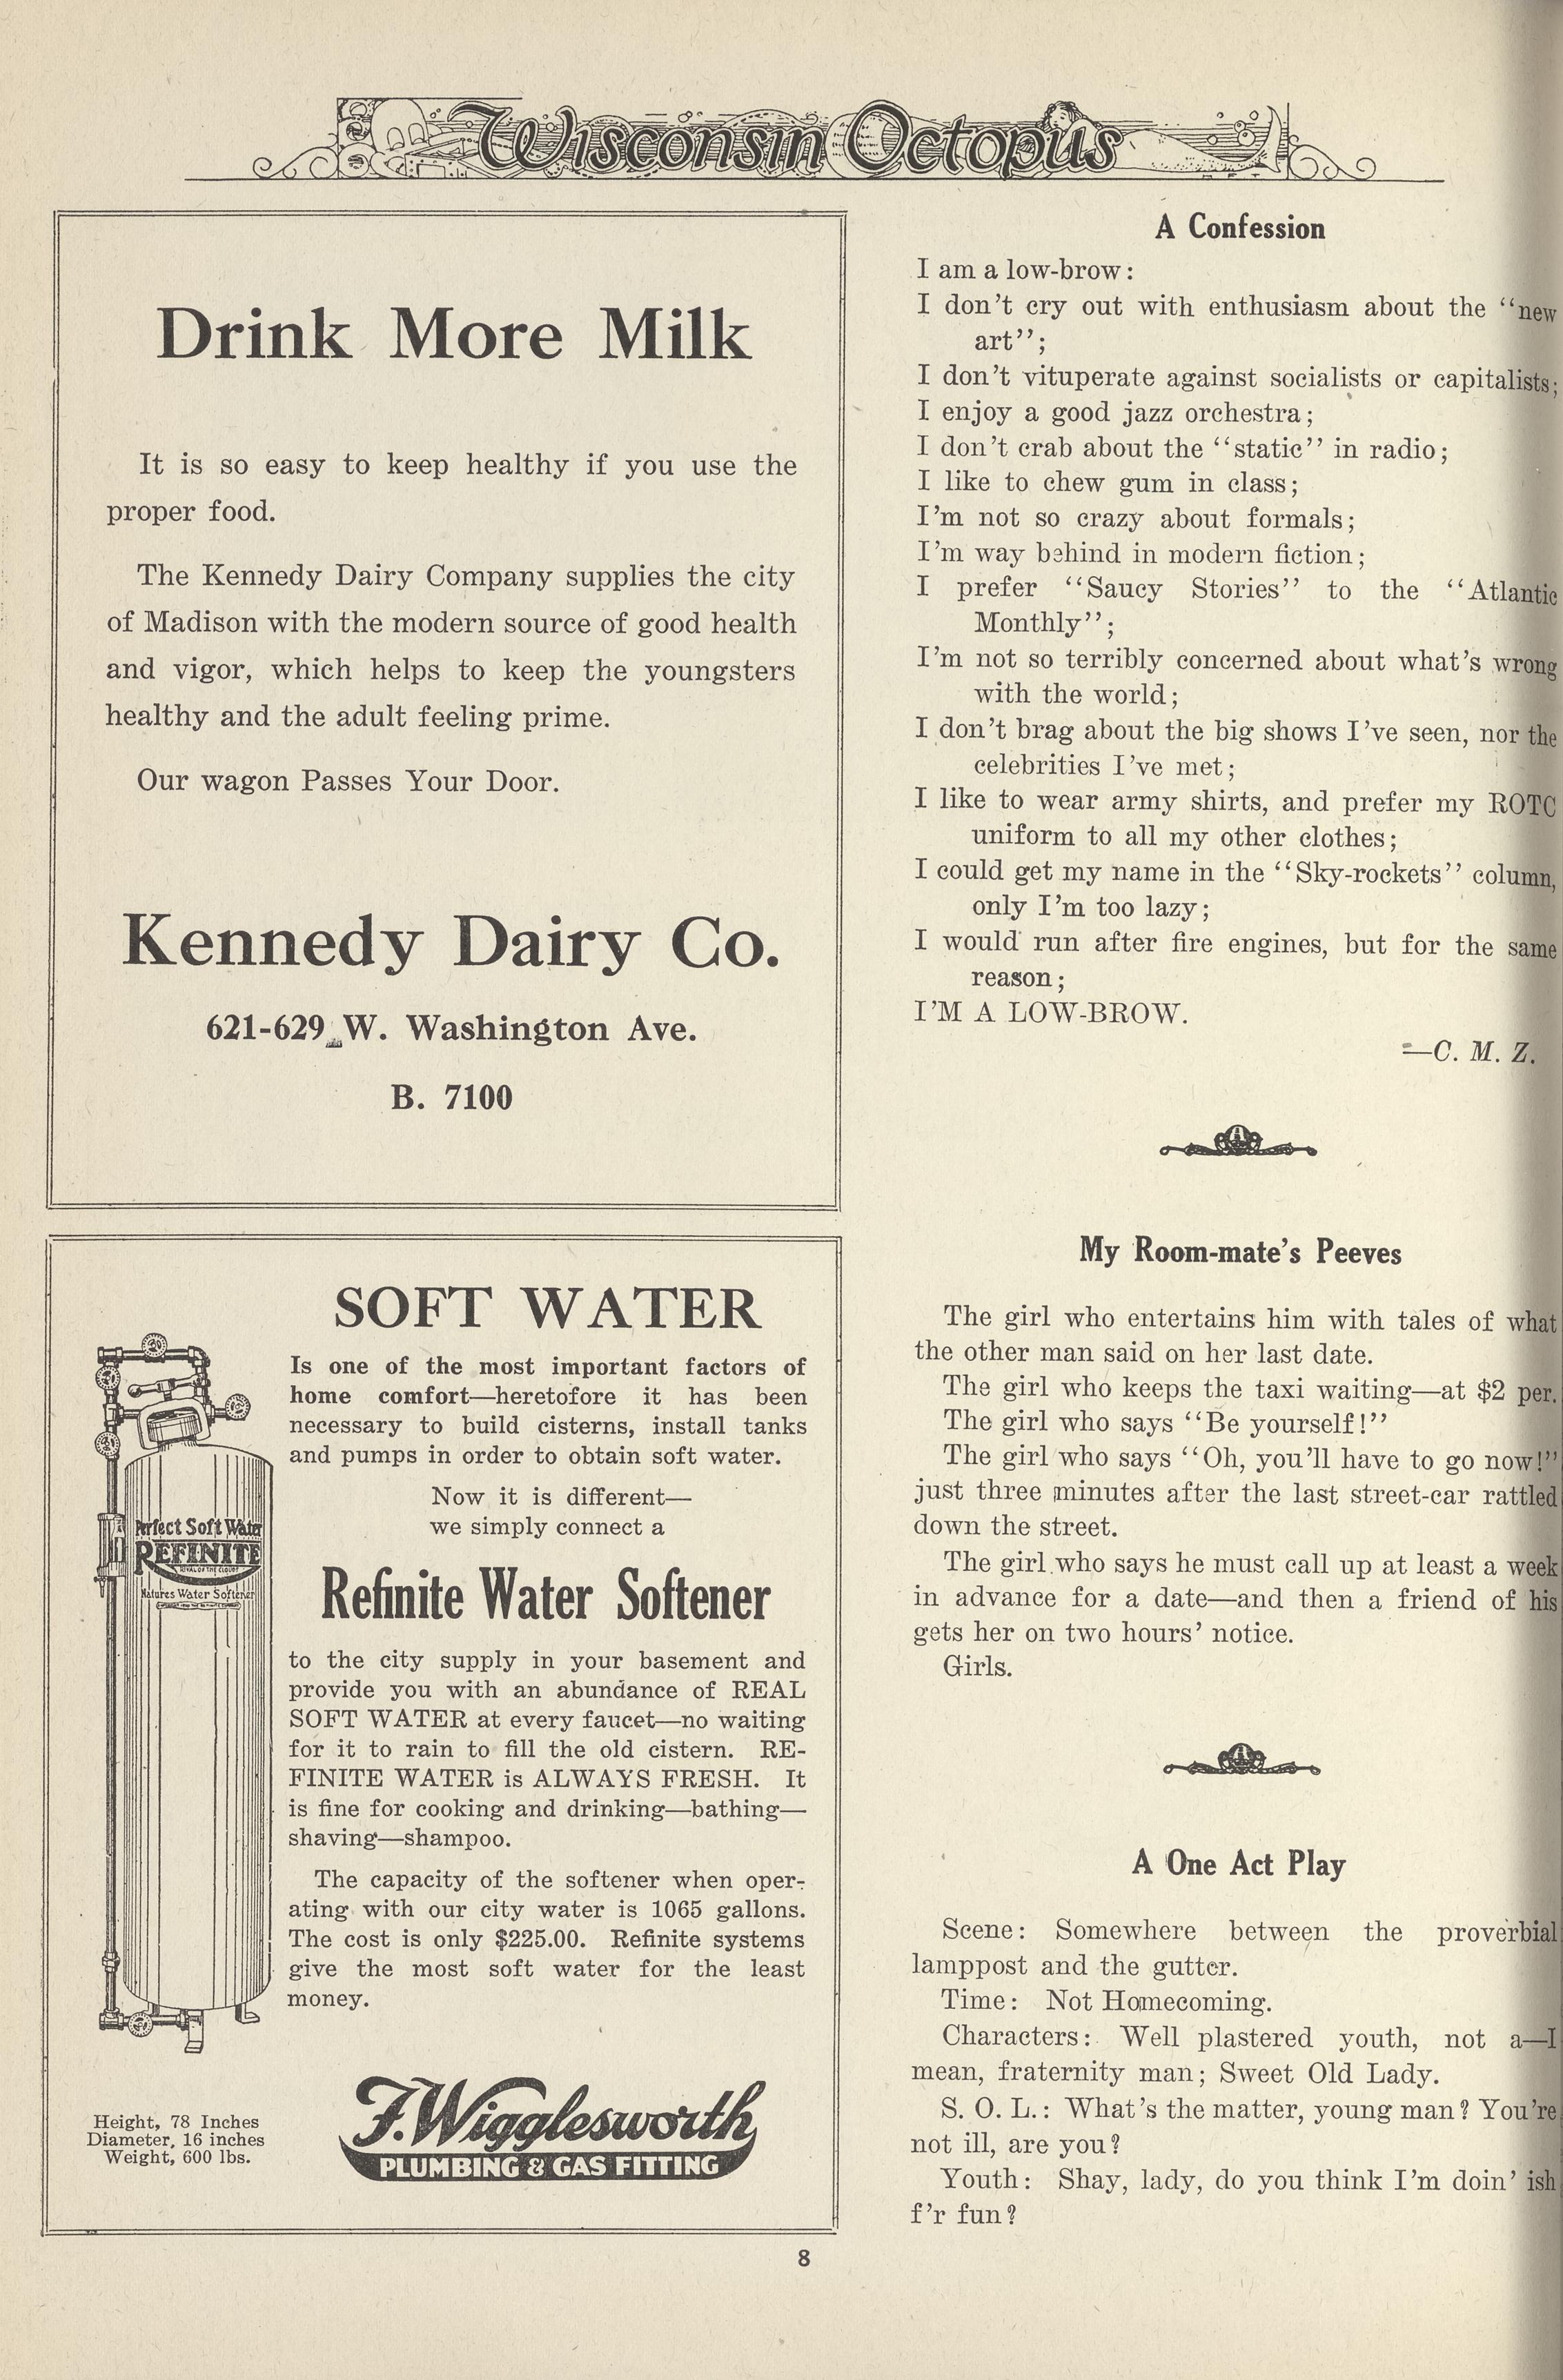 Wisconsin Octopus
Drink More Milk
It is so easy to keep healthy if you use the
proper food.
The Kennedy Dairy Company supplies the city
of Madison with the modern source of good health
and vigor, which helps to keep the youngsters
healthy and the adult feeling prime.
Our wagon Passes Your Door.
Kennedy Dairy Co.
621-629 W. Washington Ave.
B. 7100
SOFT WATER
Is one of the most important factors of
home comfort—heretofore it has been
necessary to build cisterns, install tanks
and pumps in order to obtain soft water.
Now it is different—
we simply connect a
Refinite Water Softener
to the city supply in your basement and
provide you with an abundance of REAL
SOFT WATER at every faucet—no waiting
for it to rain to fill the old cistern. RE-
FINITE WATER is ALWAYS FRESH. It
is fine for cooking and drinking—bathing—
shaving—shampoo.
The capacity of the softener when oper-
ating with our city water is 1065 gallons.
The cost is only $225.00. Refinite systems
give the most soft water for the least
money.
Perfect Soft Water
REFINITE
RIVAL OF THE CLOUDS
Natures Water Softener
Height, 78 Inches
Diameter, 16 inches
Weight, 600 lbs.
F. Wigglesworth
PLUMBING & GAS FITTING
A Confession
I am a low-brow:
I don't cry out with enthusiasm about the "new
art";
I don't vituperate against socialists or capitalists;
I enjoy a good jazz orchestra;
I don't crab about the "static" in radio;
I like to chew gum in class;
I'm not so crazy about formals;
I'm way behind in modern fiction;
I prefer "Saucy Stories" to the "Atlantic
Monthly";
I'm not so terribly concerned about what's wrong
with the world;
I don't brag about the big shows I've seen, nor the
celebrities I've met;
I like to wear army shirts, and prefer my ROTC
uniform to all my other clothes;
I could get my name in the "Sky-rockets" column,
only I'm too lazy;
I would run after fire engines, but for the same
reason;
I'M A LOW-BROW.
—C. M. Z.
My Room-mate's Peeves
The girl who entertains him with tales of what
the other man said on her last date.
The girl who keeps the taxi waiting—at $2 per.
The girl who says "Be yourself!"
The girl who says "Oh, you'll have to go now!"
just three minutes after the last street-car rattled
down the street.
The girl who says he must call up at least a week
in advance for a date—and then a friend of his
gets her on two hours' notice.
Girls.
A One Act Play
Scene: Somewhere between the proverbial
lamppost and the gutter.
Time: Not Homecoming.
Characters: Well plastered youth, not a—I
mean, fraternity man; Sweet Old Lady.
S. O. L.: What's the matter, young man? You're
not ill, are you?
Youth: Shay, lady, do you think I'm doin' ish
f'r fun?
8